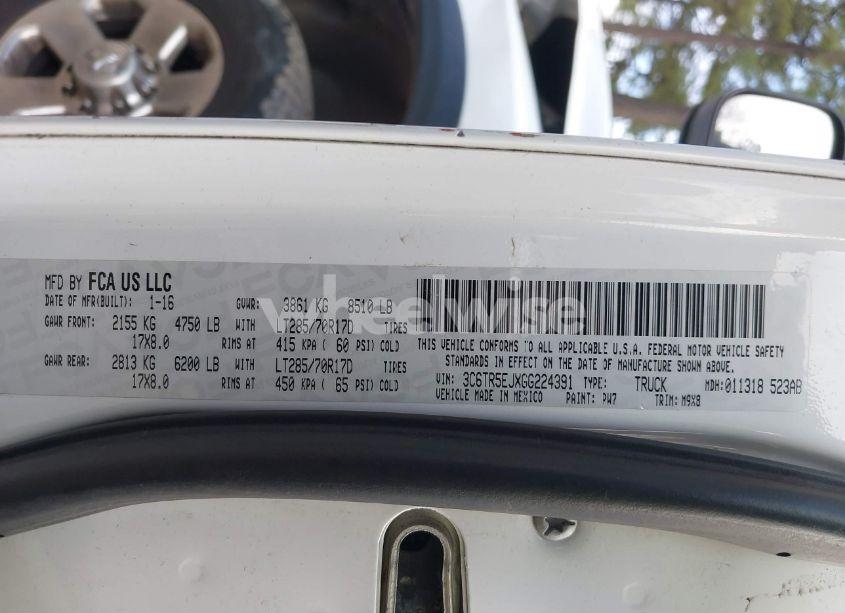 MFD BY FCA US LLC
DATE OF MFR(BUILT): 1-16 GVWR: 3861 KG 8510 LB
GAWR FRONT: 2155 KG 4750 LB WITH LT285/70R17D TIRES
17X8.0 RIMS AT 415 KPA ( 60 PSI) COLD
GAWR REAR: 2813 KG 6200 LB WITH LT285/70R17D TIRES
17X8.0 RIMS AT 450 KPA ( 65 PSI) COLD
THIS VEHICLE CONFORMS TO ALL APPLICABLE U.S.A. FEDERAL MOTOR VEHICLE SAFETY
STANDARDS IN EFFECT ON THE DATE OF MANUFACTURE SHOWN ABOVE.
VIN: 3C6TR5EJXGG224391 TYPE: TRUCK MDH: 011318 523AB
VEHICLE MADE IN MEXICO PAINT: PW7 TRIM: M9X8
wheelwise